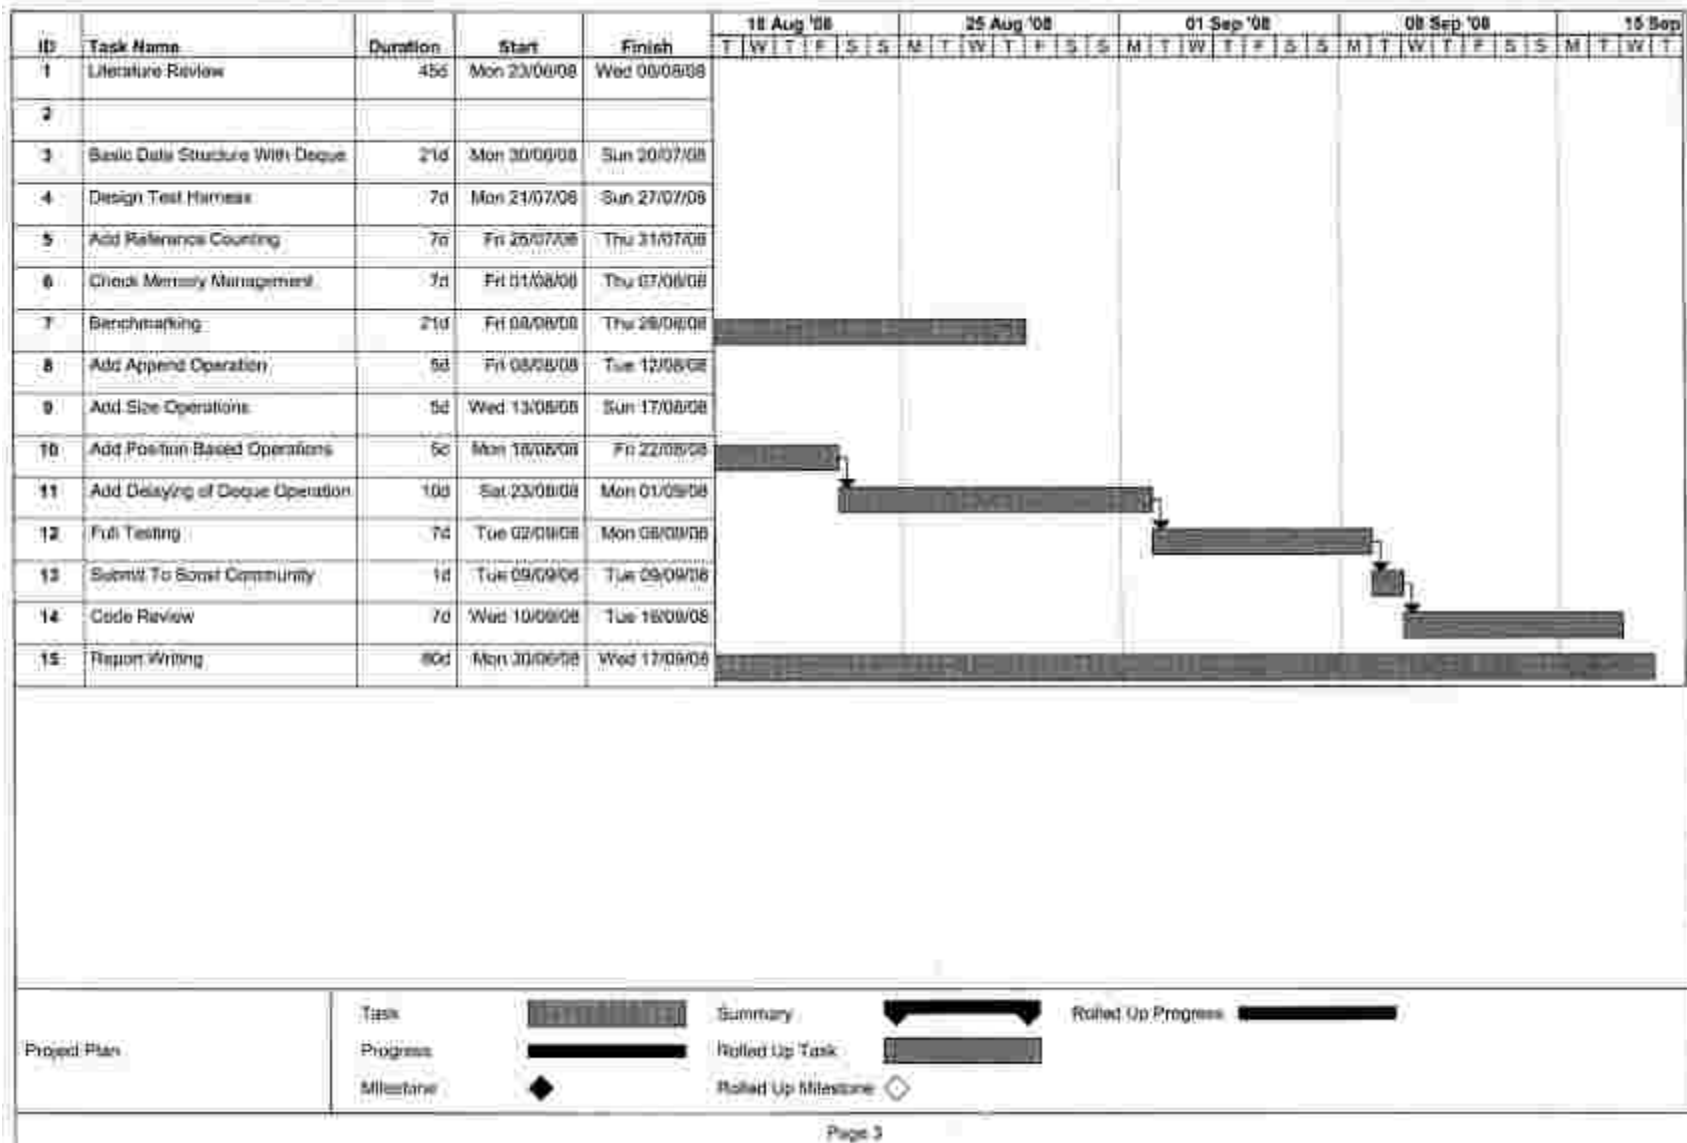 18 Aug '08 25 Aug '08 01 Sep '08 08 Sep '08 15 Sep
ID Task Name Duration Start Finish T W T F S S M T W T F S S M T W T F S S M T W T F S S M T W T
1 Literature Review 45d Mon 23/06/08 Wed 06/08/08
2
3 Basic Data Structure With Deque 21d Mon 30/06/08 Sun 20/07/08
4 Design Test Harness 7d Mon 21/07/08 Sun 27/07/08
5 Add Reference Counting 7d Fri 25/07/08 Thu 31/07/08
6 Check Memory Management 7d Fri 01/08/08 Thu 07/08/08
7 Benchmarking 21d Fri 08/08/08 Thu 28/08/08
8 Add Append Operation 5d Fri 08/08/08 Tue 12/08/08
9 Add Size Operations 5d Wed 13/08/08 Sun 17/08/08
10 Add Position Based Operations 5d Mon 18/08/08 Fri 22/08/08
11 Add Delaying of Deque Operation 10d Sat 23/08/08 Mon 01/09/08
12 Full Testing 7d Tue 02/09/08 Mon 08/09/08
13 Submit To Boost Community 1d Tue 09/09/08 Tue 09/09/08
14 Code Review 7d Wed 10/09/08 Tue 16/09/08
15 Report Writing 80d Mon 30/06/08 Wed 17/09/08
Project Plan
Task Summary Rolled Up Progress
Progress Rolled Up Task
Milestone Rolled Up Milestone
Page 3